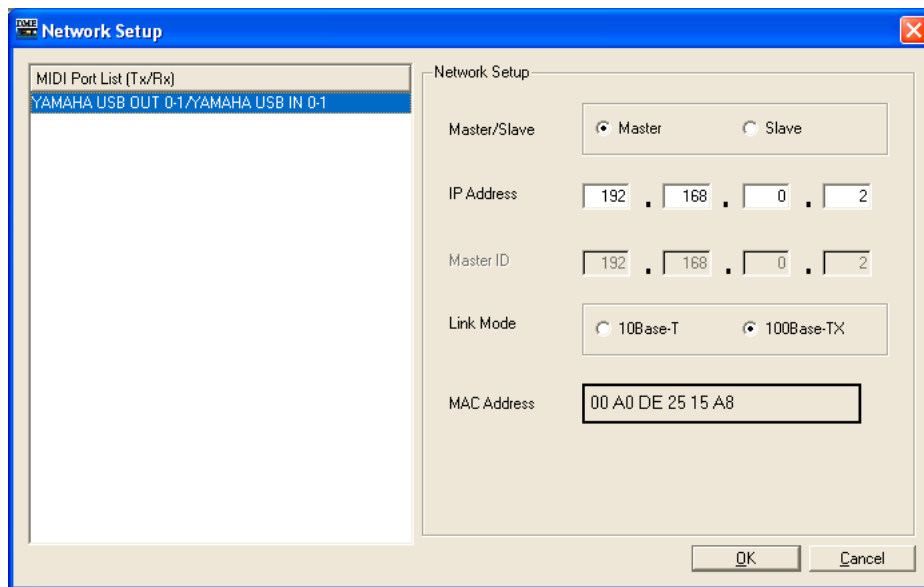 DME Network Setup
MIDI Port List (Tx/Rx)
YAMAHA USB OUT 0-1/YAMAHA USB IN 0-1
Network Setup
Master/Slave Master Slave
IP Address 192 . 168 . 0 . 2
Master ID 192 . 168 . 0 . 2
Link Mode 10Base-T 100Base-TX
MAC Address 00 A0 DE 25 15 A8
OK Cancel